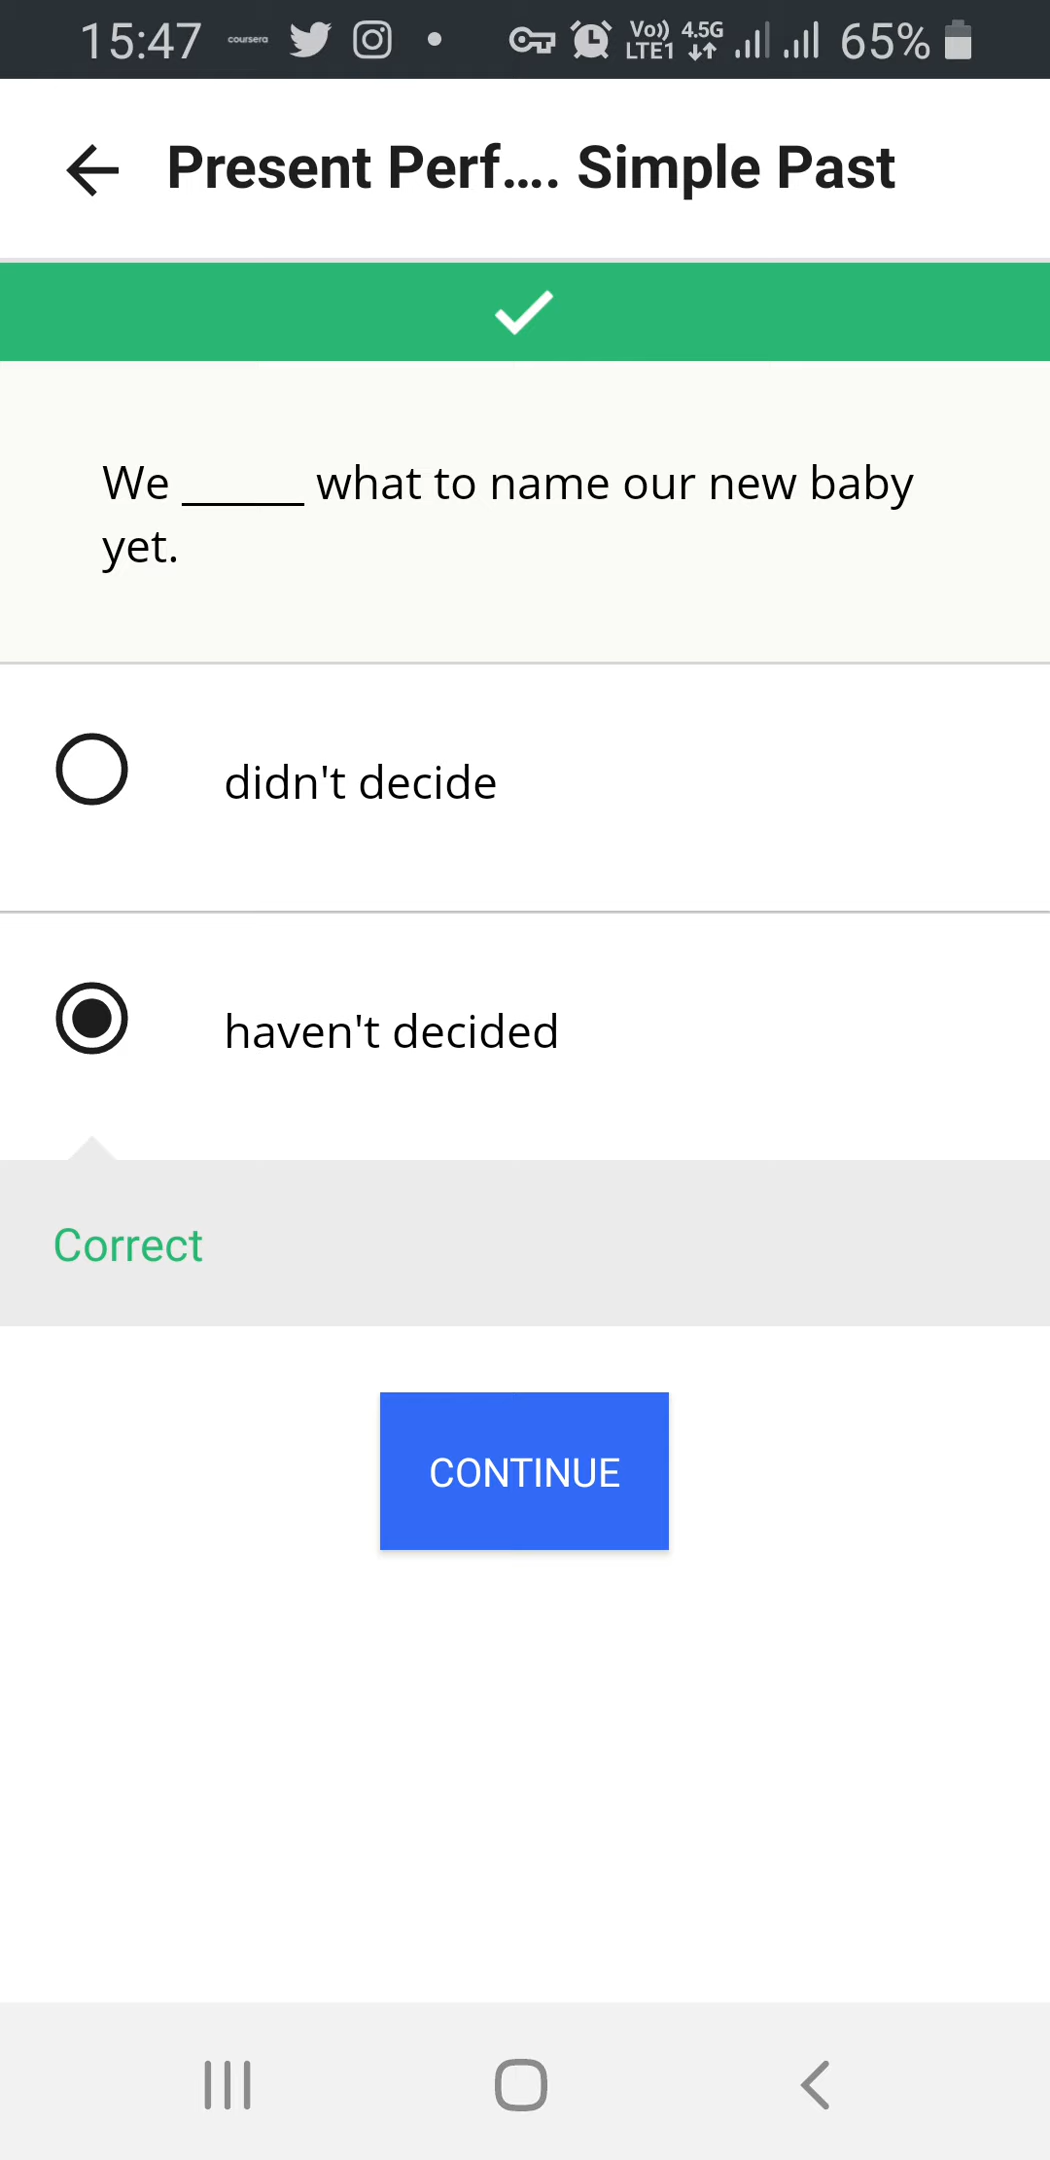 15:47 coursera Vo)) LTE1 4.5G 65%
Present Perf.... Simple Past
We ______ what to name our new baby
yet.
didn't decide
haven't decided
Correct
CONTINUE